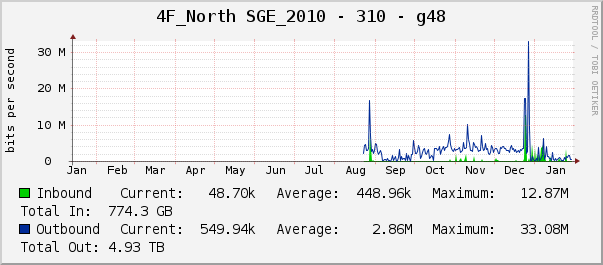 4F_North SGE_2010 - 310 - g48
RRDTOOL / TOBI OETIKER
bits per second
30 M
20 M
10 M
0
Jan Feb Mar Apr May Jun Jul Aug Sep Oct Nov Dec Jan
Inbound Current: 48.70k Average: 448.96k Maximum: 12.87M
Total In: 774.3 GB
Outbound Current: 549.94k Average: 2.86M Maximum: 33.08M
Total Out: 4.93 TB